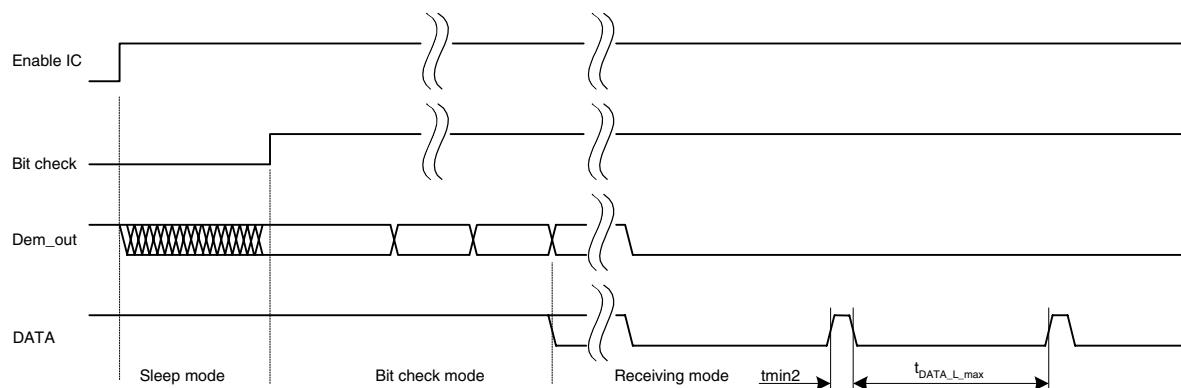 Enable IC
Bit check
Dem_out
DATA
Sleep mode
Bit check mode
Receiving mode
tmin2
tDATA_L_max